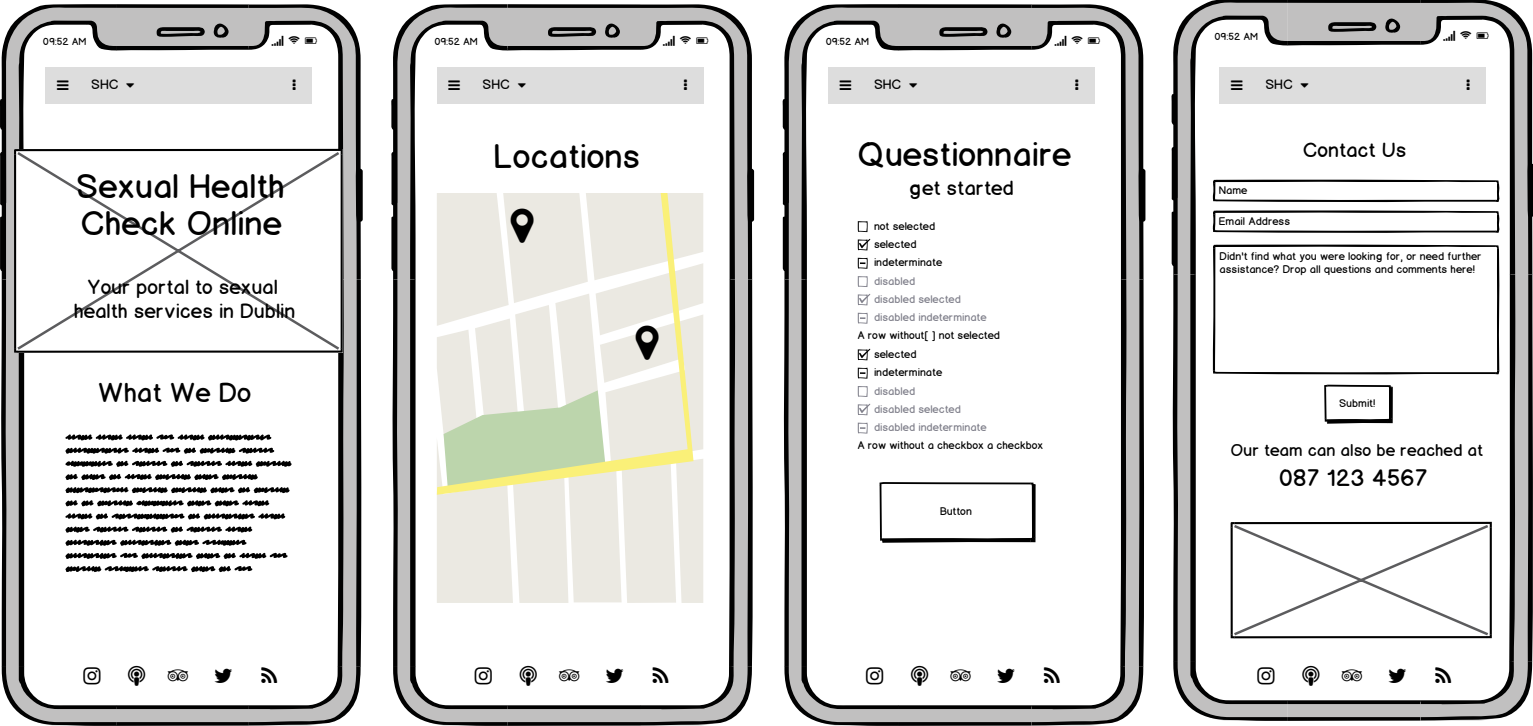 09:52 AM
SHC
Sexual Health
Check Online
Your portal to sexual
health services in Dublin
What We Do
09:52 AM
SHC
Locations
09:52 AM
SHC
Questionnaire
get started
not selected
selected
indeterminate
disabled
disabled selected
disabled indeterminate
A row without[ ] not selected
selected
indeterminate
disabled
disabled selected
disabled indeterminate
A row without a checkbox a checkbox
Button
09:52 AM
SHC
Contact Us
Name
Email Address
Didn't find what you were looking for, or need further
assistance? Drop all questions and comments here!
Submit!
Our team can also be reached at
087 123 4567